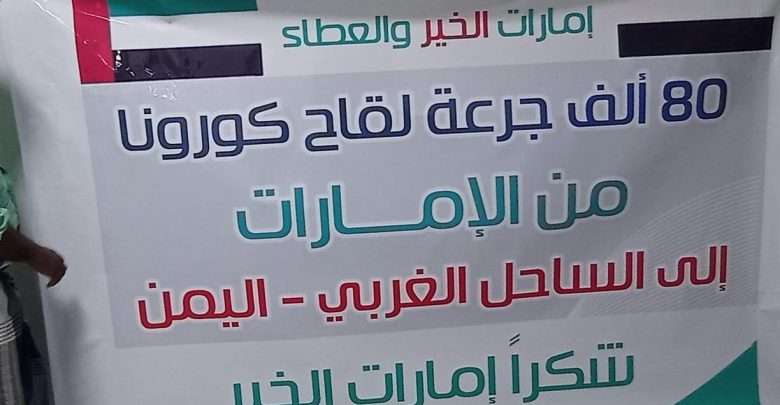 إمارات الخير والعطاء
80 ألف جرعة لقاح كورونا
من الإمـــارات
إلى الساحل الغربي - اليمن
شكراً إمارات الخير